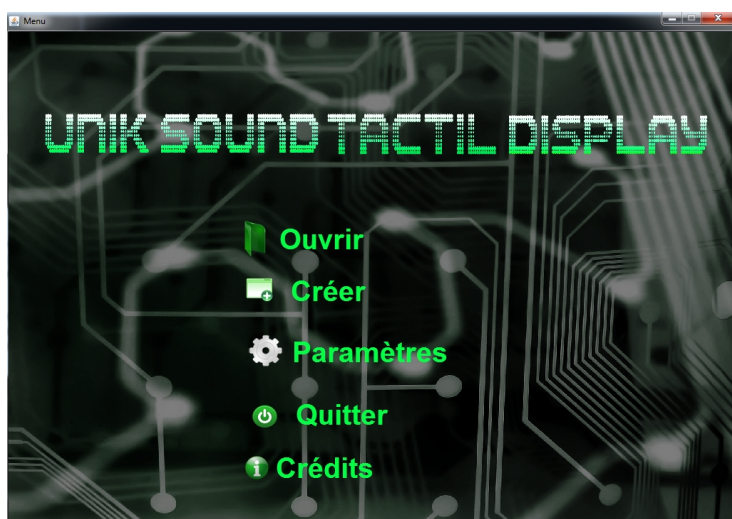 Menu
UNIK SOUND TACTIL DISPLAY
Ouvrir
Créer
Paramètres
Quitter
Crédits